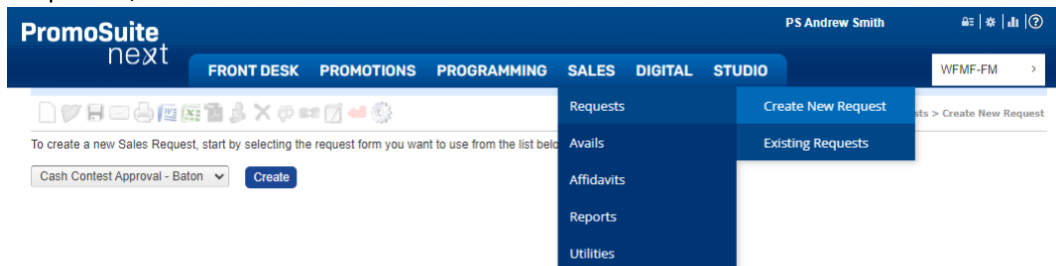 PromoSuite
next
PS Andrew Smith
FRONT DESK PROMOTIONS PROGRAMMING SALES DIGITAL STUDIO
WFMF-FM >
Requests
Create New Request
> Create New Request
To create a new Sales Request, start by selecting the request form you want to use from the list
Avails
Existing Requests
Cash Contest Approval - Baton
Create
Affidavits
Reports
Utilities